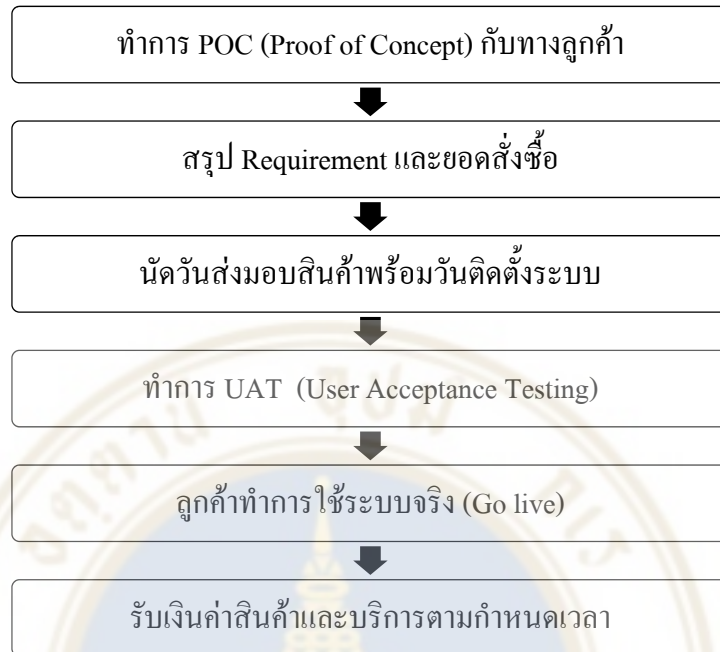 ทำการ POC (Proof of Concept) กับทางลูกค้า
สรุป Requirement และยอดสั่งซื้อ
นัดวันส่งมอบสินค้าพร้อมวันติดตั้งระบบ
ทำการ UAT (User Acceptance Testing)
ลูกค้าทำการใช้ระบบจริง (Go live)
รับเงินค่าสินค้าและบริการตามกำหนดเวลา